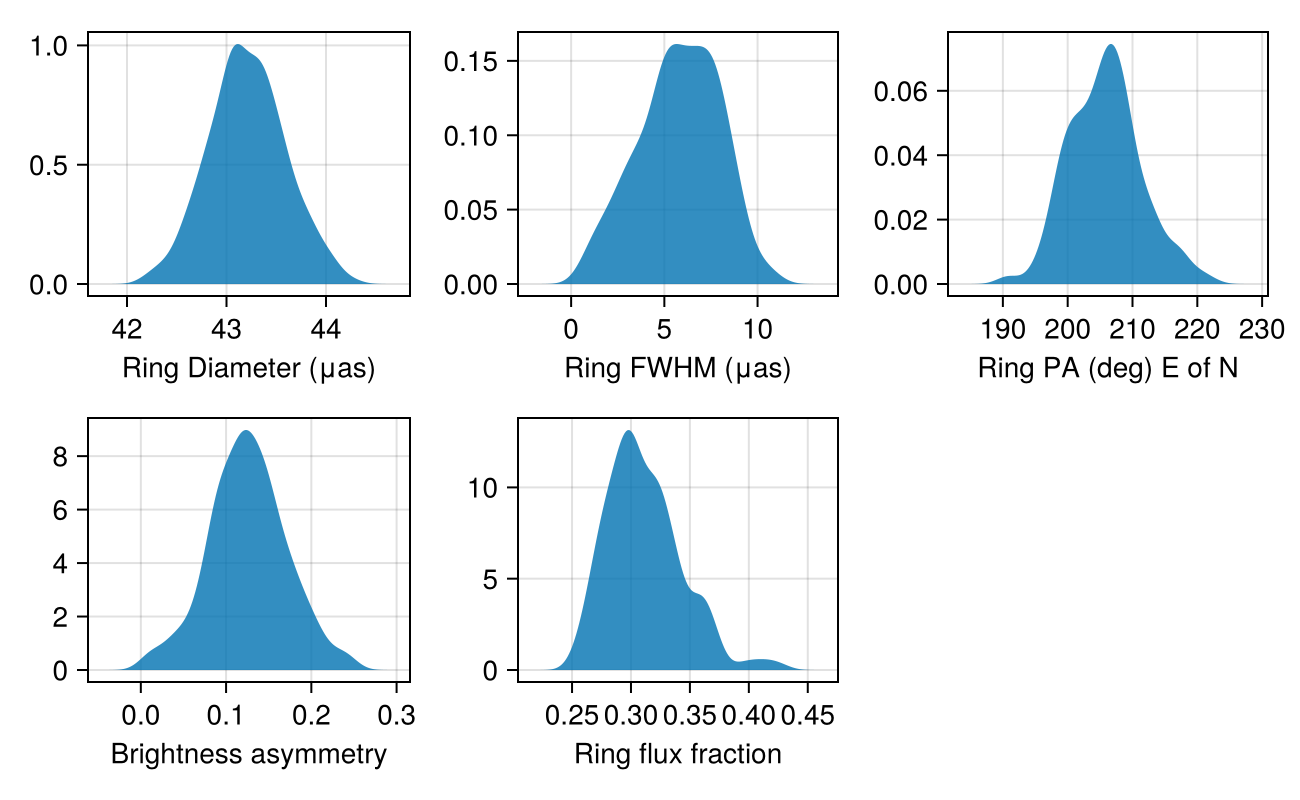 1.0
0.5
0.0
42 43 44
Ring Diameter (μas)
0.15
0.10
0.05
0.00
0 5 10
Ring FWHM (μas)
0.06
0.04
0.02
0.00
190 200 210 220 230
Ring PA (deg) E of N
8
6
4
2
0
0.0 0.1 0.2 0.3
Brightness asymmetry
10
5
0
0.25 0.30 0.35 0.40 0.45
Ring flux fraction